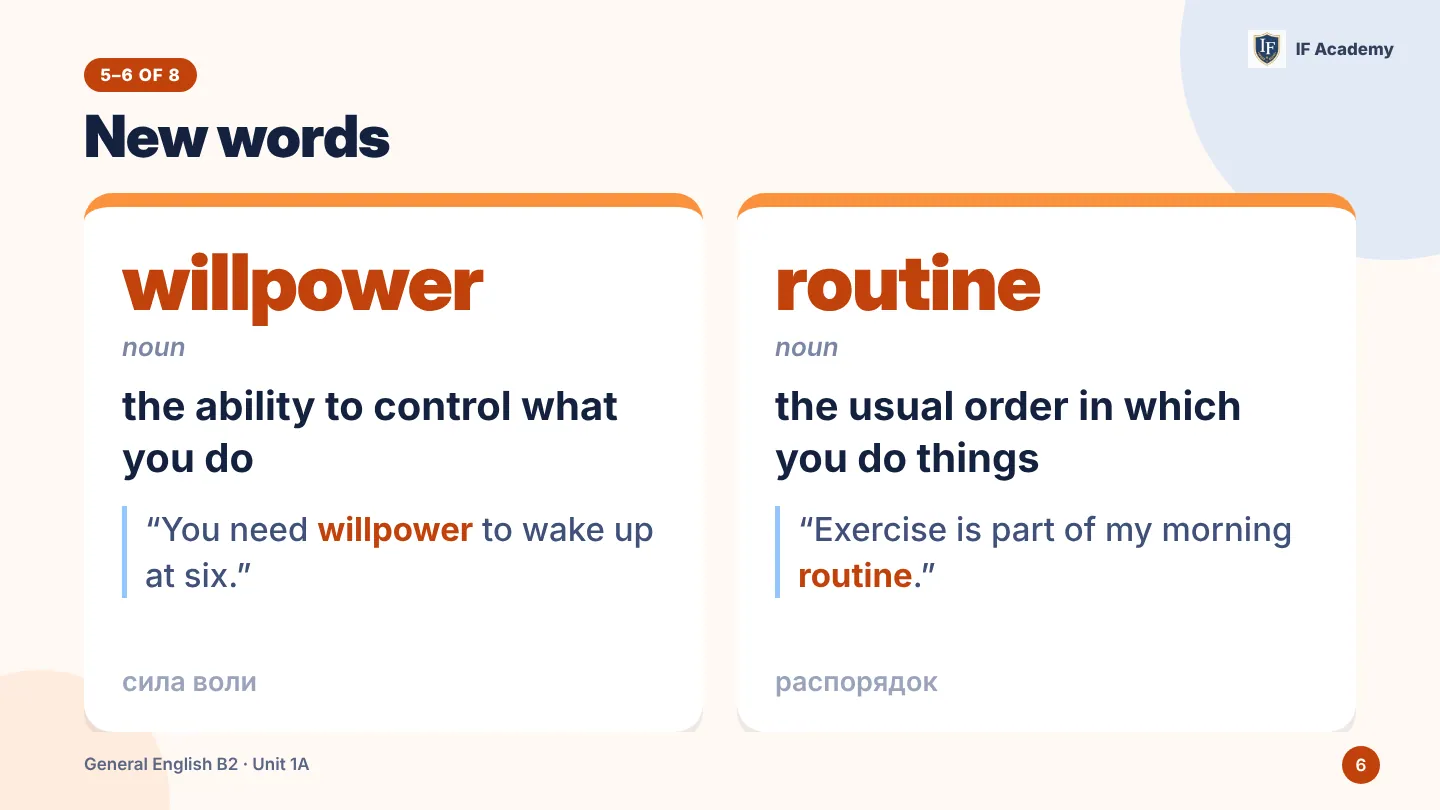 IF
IF Academy
5–6 OF 8
New words
willpower
noun
the ability to control what
you do
“You need willpower to wake up
at six.”
сила воли
routine
noun
the usual order in which
you do things
“Exercise is part of my morning
routine.”
распорядок
General English B2 · Unit 1A
6